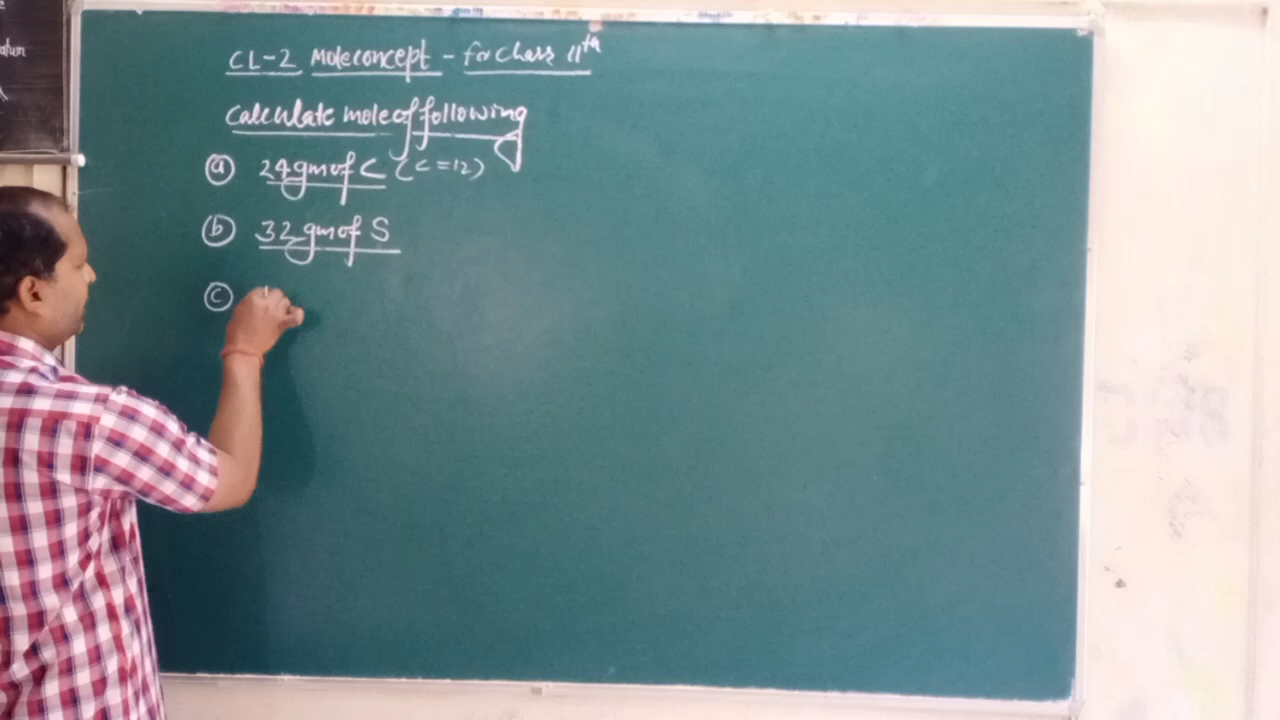 CL-2 Moleconcept - for Class 11th
Calculate mole of following
(a) 24 gm of C (C = 12)
(b) 32 gm of S
(c)